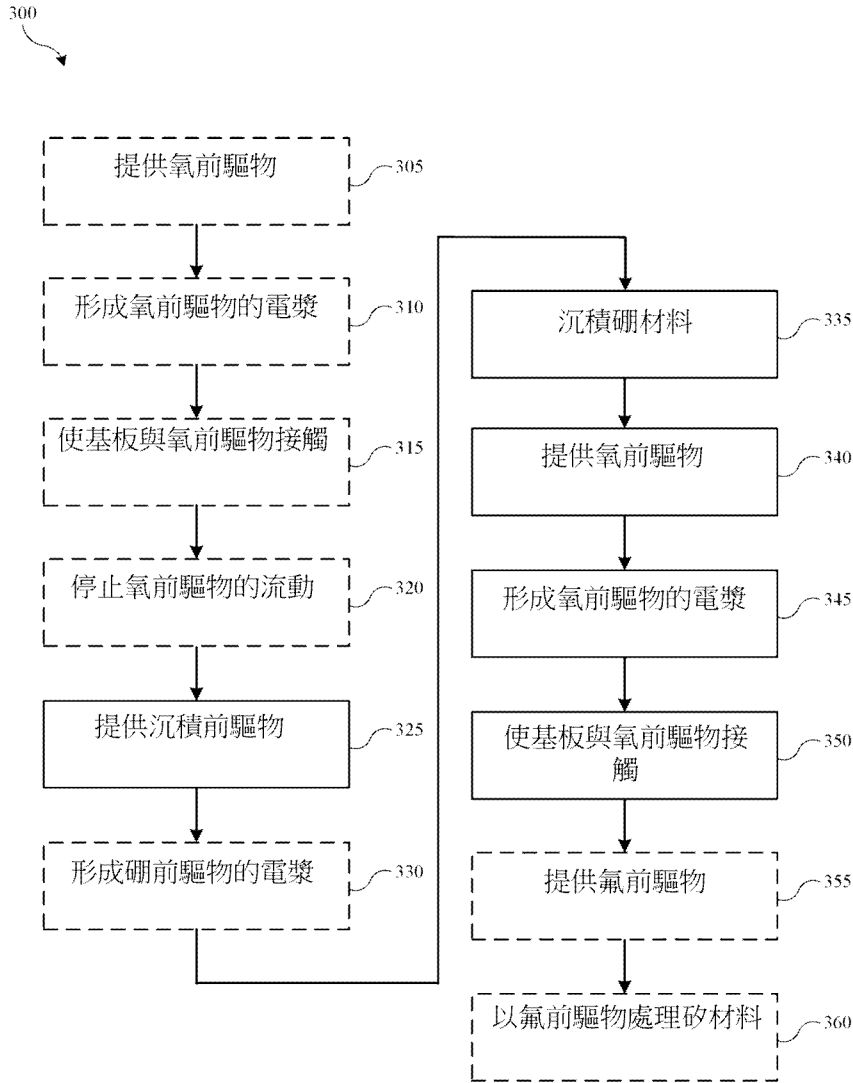 300
提供氧前驅物
305
形成氧前驅物的電漿
310
使基板與氧前驅物接觸
315
停止氧前驅物的流動
320
提供沉積前驅物
325
形成硼前驅物的電漿
330
沉積硼材料
335
提供氧前驅物
340
形成氧前驅物的電漿
345
使基板與氧前驅物接
觸
350
提供氟前驅物
355
以氟前驅物處理矽材料
360